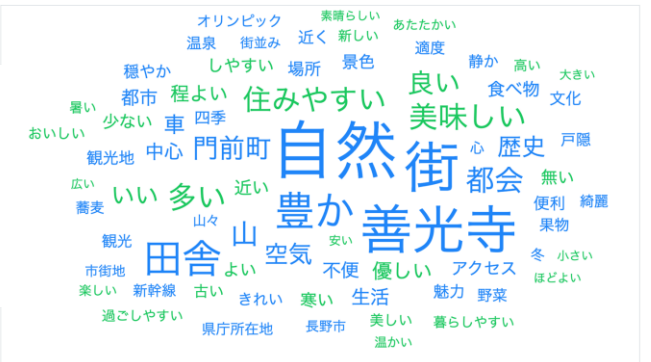 素晴らしい
オリンピック
あたたかい
温泉
街並み
近く
新しい
適度
穏やか
しやすい
場所
景色
静か
高い
大きい
都市
程よい
住みやすい
良い
食べ物
文化
暑い
少ない
車
四季
美味しい
おいしい
観光地
中心
門前町
自然
街
心
歴史
戸隠
広い
いい
多い
近い
都会
無い
蕎麦
山々
豊か
善光寺
便利
綺麗
果物
観光
田舎
山
空気
安い
冬
小さい
市街地
よい
不便
優しい
アクセス
ほどよい
楽しい
新幹線
古い
きれい
寒い
生活
魅力
野菜
過ごしやすい
県庁所在地
長野市
美しい
暮らしやすい
温かい